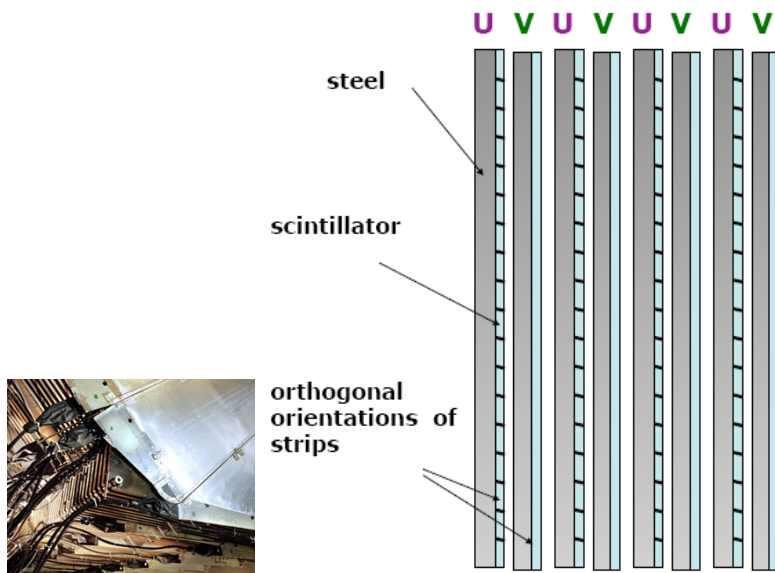 U V U V U V U V
steel
scintillator
orthogonal
orientations of
strips